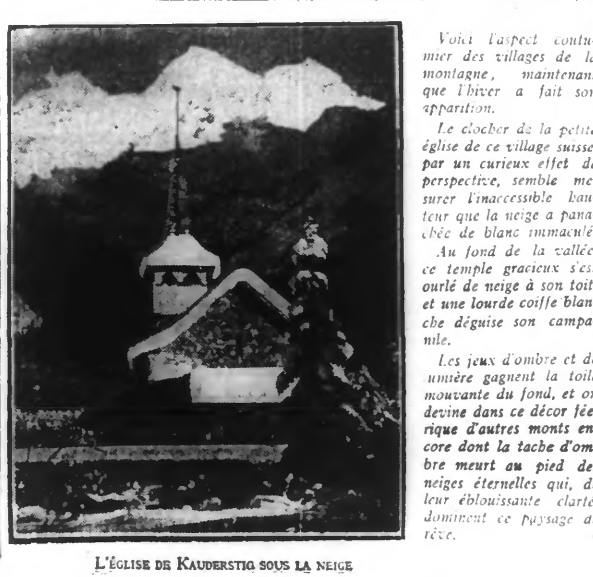 Voici l'aspect coutu-
mier des villages de la
montagne, maintenant
que l'hiver a fait son
apparition.
Le clocher de la petite
église de ce village suisse,
par un curieux effet de
perspective, semble me-
surer l'inaccessible hau-
teur que la neige a pana-
chée de blanc immaculé.
Au fond de la vallée,
ce temple gracieux s'est
ourlé de neige à son toit,
et une lourde coiffe blan-
che déguise son campa-
nile.
Les jeux d'ombre et de
lumière gagnent la toile
mouvante du fond, et on
devine dans ce décor fée-
rique d'autres monts en-
core dont la tache d'om-
bre meurt au pied des
neiges éternelles qui, de
leur éblouissante clarté,
dominent ce paysage de
rêve.
L'ÉGLISE DE KAUDERSTIG SOUS LA NEIGE